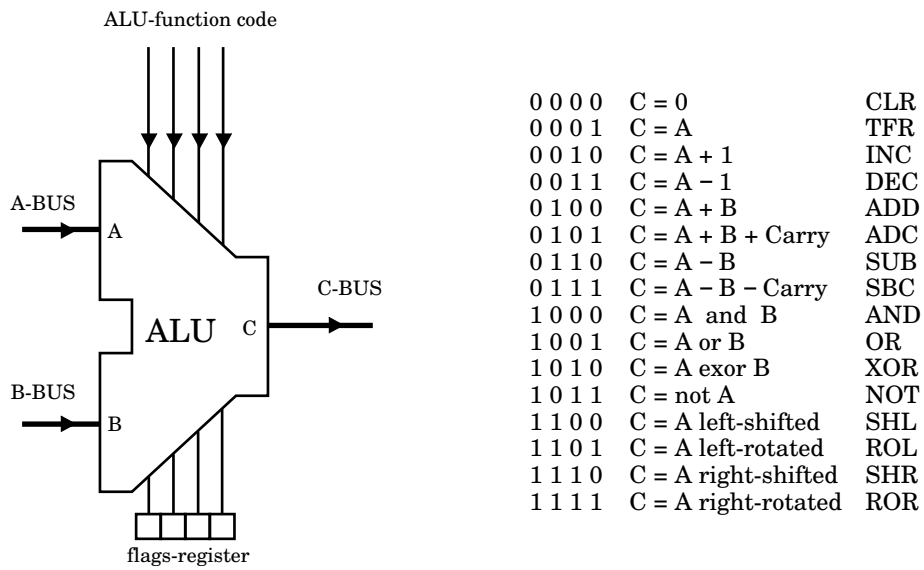 ALU-function code
A-BUS
A
C-BUS
ALU
C
B-BUS
B
flags-register
0 0 0 0 C = 0 CLR
0 0 0 1 C = A TFR
0 0 1 0 C = A + 1 INC
0 0 1 1 C = A − 1 DEC
0 1 0 0 C = A + B ADD
0 1 0 1 C = A + B + Carry ADC
0 1 1 0 C = A − B SUB
0 1 1 1 C = A − B − Carry SBC
1 0 0 0 C = A and B AND
1 0 0 1 C = A or B OR
1 0 1 0 C = A exor B XOR
1 0 1 1 C = not A NOT
1 1 0 0 C = A left-shifted SHL
1 1 0 1 C = A left-rotated ROL
1 1 1 0 C = A right-shifted SHR
1 1 1 1 C = A right-rotated ROR